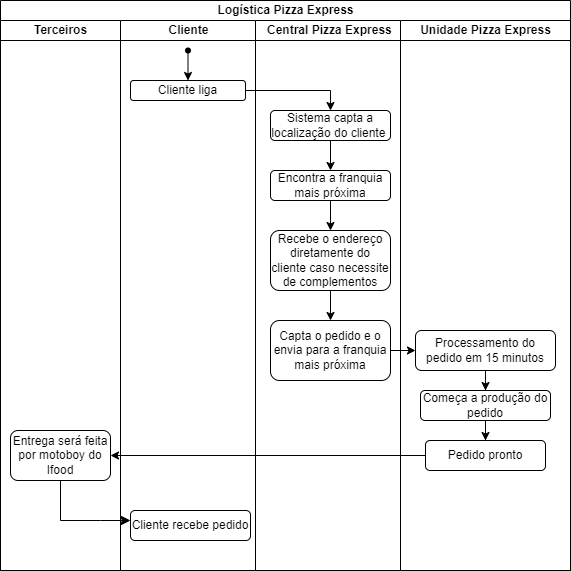 Logística Pizza Express
Terceiros
Cliente
Central Pizza Express
Unidade Pizza Express
Cliente liga
Sistema capta a
localização do cliente
Encontra a franquia
mais próxima
Recebe o endereço
diretamente do
cliente caso necessite
de complementos
Capta o pedido e o
envia para a franquia
mais próxima
Processamento do
pedido em 15 minutos
Começa a produção do
pedido
Pedido pronto
Entrega será feita
por motoboy do
Ifood
Cliente recebe pedido